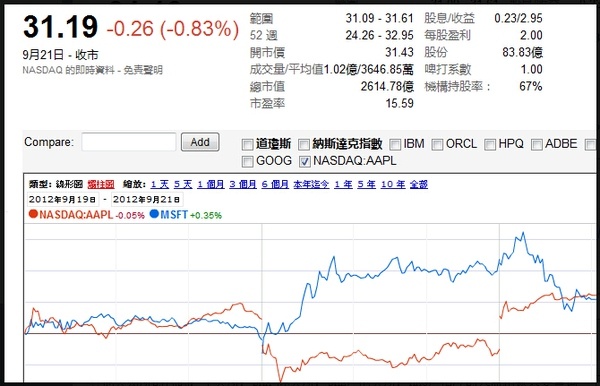 31.19 -0.26 (-0.83%)
9月21日 - 收市
NASDAQ 的即時資料 - 免責聲明
範圍 31.09 - 31.61
52 週 24.26 - 32.95
開市價 31.43
成交量/平均值 1.02億/3646.85萬
總市值 2614.78億
市盈率 15.59
股息/收益 0.23/2.95
每股盈利 2.00
股份 83.83億
啤打系數 1.00
機構持股率： 67%
Compare: Add
道瓊斯 納斯達克指數 IBM ORCL HPQ ADBE
GOOG NASDAQ:AAPL
類型: 線形圖 蠟柱圖 縮放: 1 天 5 天 1 個月 3 個月 6 個月 本年迄今 1 年 5 年 10 年 全部
2012年9月19日 - 2012年9月21日
NASDAQ:AAPL -0.05% MSFT +0.35%